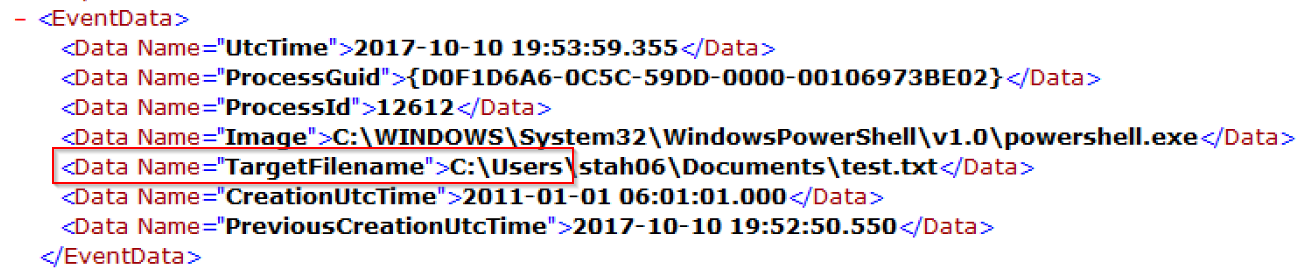 – <EventData>
<Data Name="UtcTime">2017-10-10 19:53:59.355</Data>
<Data Name="ProcessGuid">{D0F1D6A6-0C5C-59DD-0000-00106973BE02}</Data>
<Data Name="ProcessId">12612</Data>
<Data Name="Image">C:\WINDOWS\System32\WindowsPowerShell\v1.0\powershell.exe</Data>
<Data Name="TargetFilename">C:\Users\stah06\Documents\test.txt</Data>
<Data Name="CreationUtcTime">2011-01-01 06:01:01.000</Data>
<Data Name="PreviousCreationUtcTime">2017-10-10 19:52:50.550</Data>
</EventData>